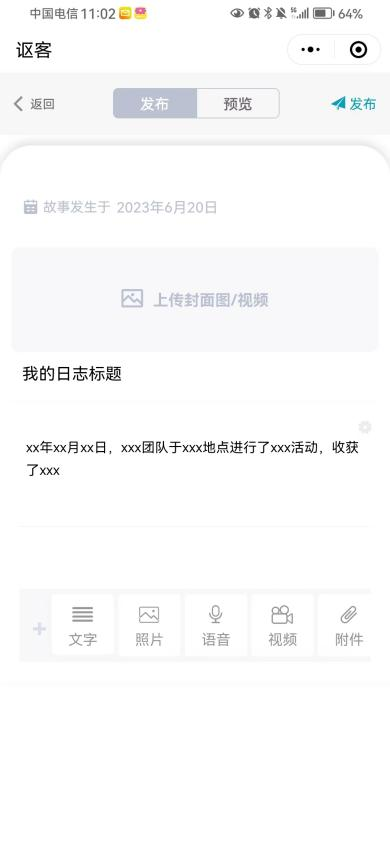 中国电信 11:02 64%
讴客
返回 发布 预览 发布
故事发生于 2023年6月20日
上传封面图/视频
我的日志标题
xx年xx月xx日，xxx团队于xxx地点进行了xxx活动，收获
了xxx
文字 照片 语音 视频 附件